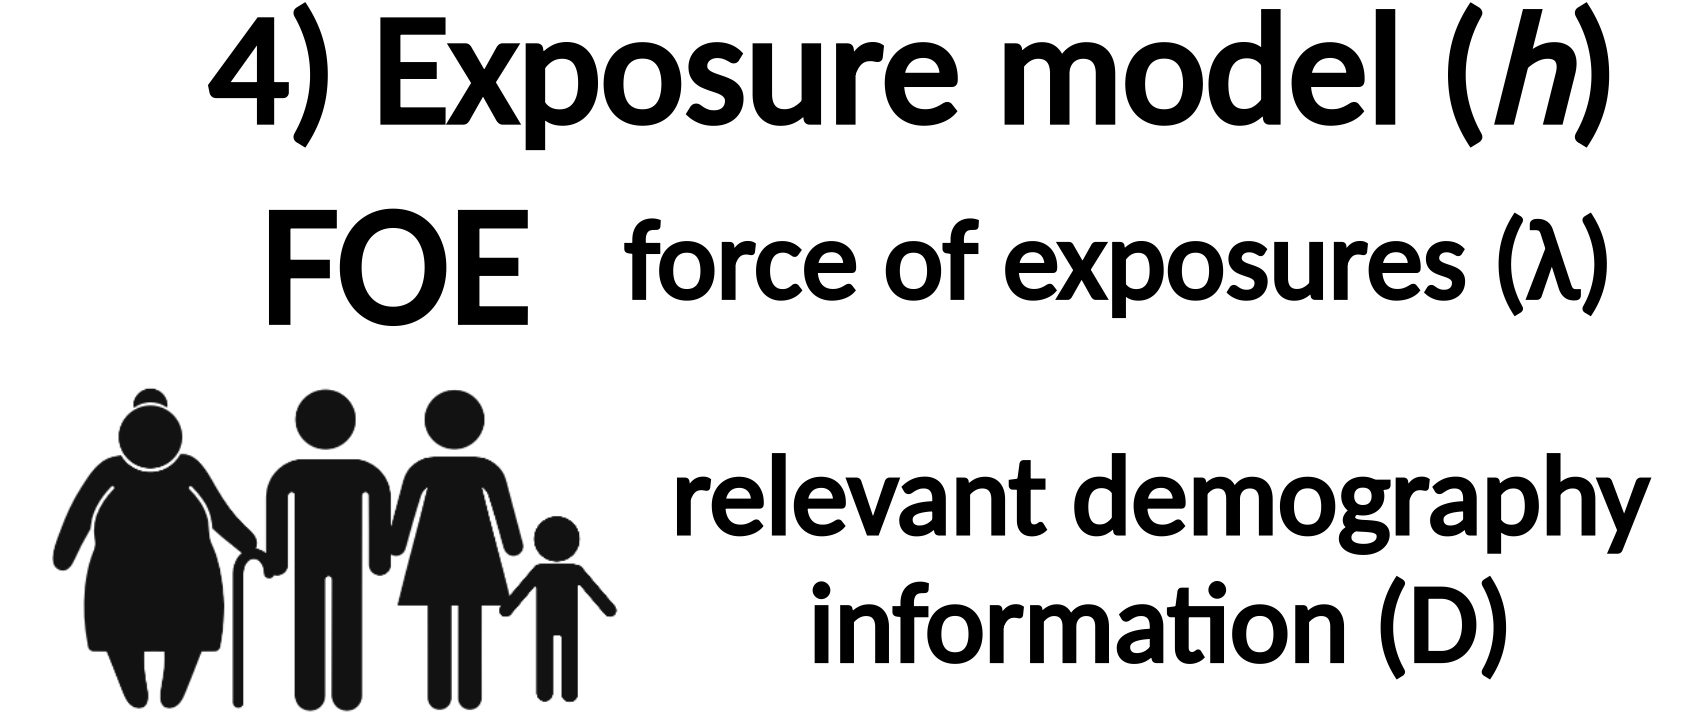 4) Exposure model (h)
FOE force of exposures (λ)
relevant demography
information (D)